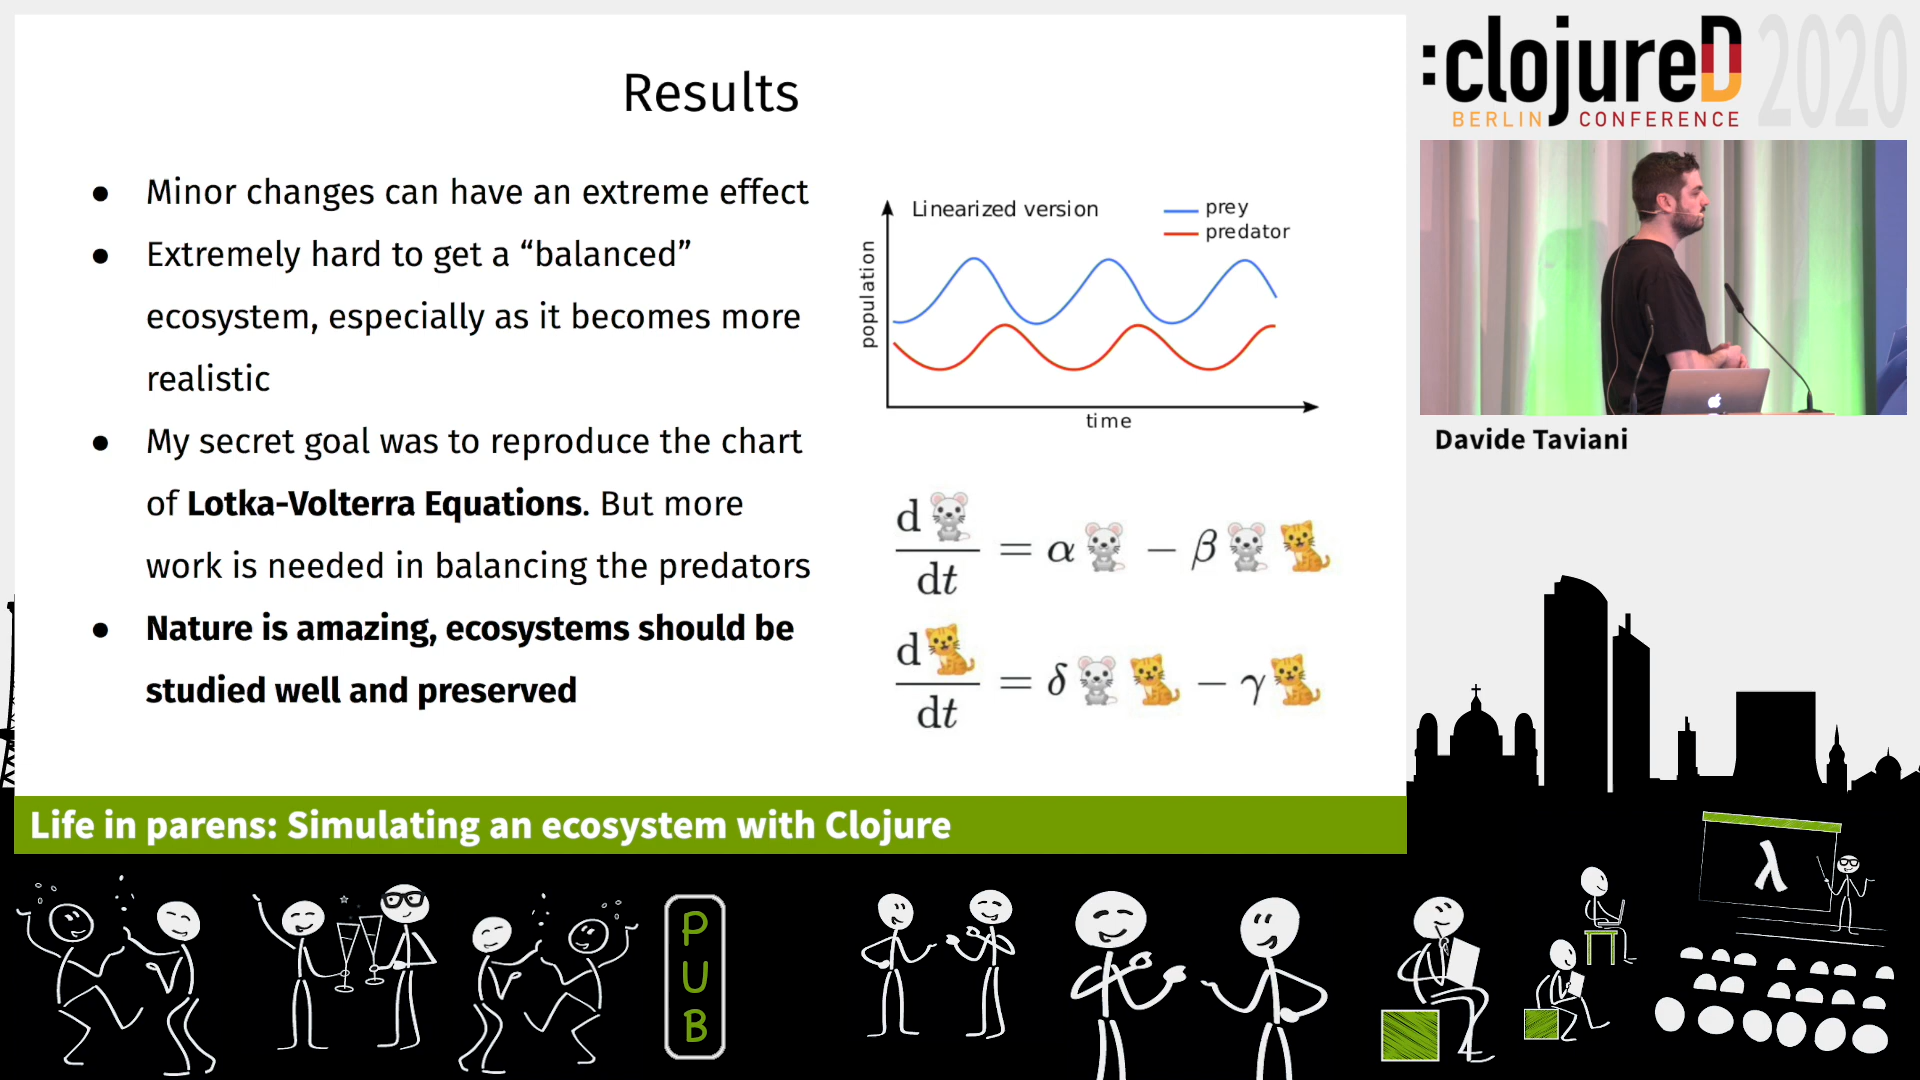 Results
● Minor changes can have an extreme effect
● Extremely hard to get a “balanced”
ecosystem, especially as it becomes more
realistic
● My secret goal was to reproduce the chart
of Lotka-Volterra Equations. But more
work is needed in balancing the predators
● Nature is amazing, ecosystems should be
studied well and preserved
Linearized version
prey
predator
population
time
d🐭/dt = α🐭 − β🐭🐱
d🐱/dt = δ🐭🐱 − γ🐱
:clojureD 2020
BERLIN CONFERENCE
Davide Taviani
Life in parens: Simulating an ecosystem with Clojure
PUB
λ